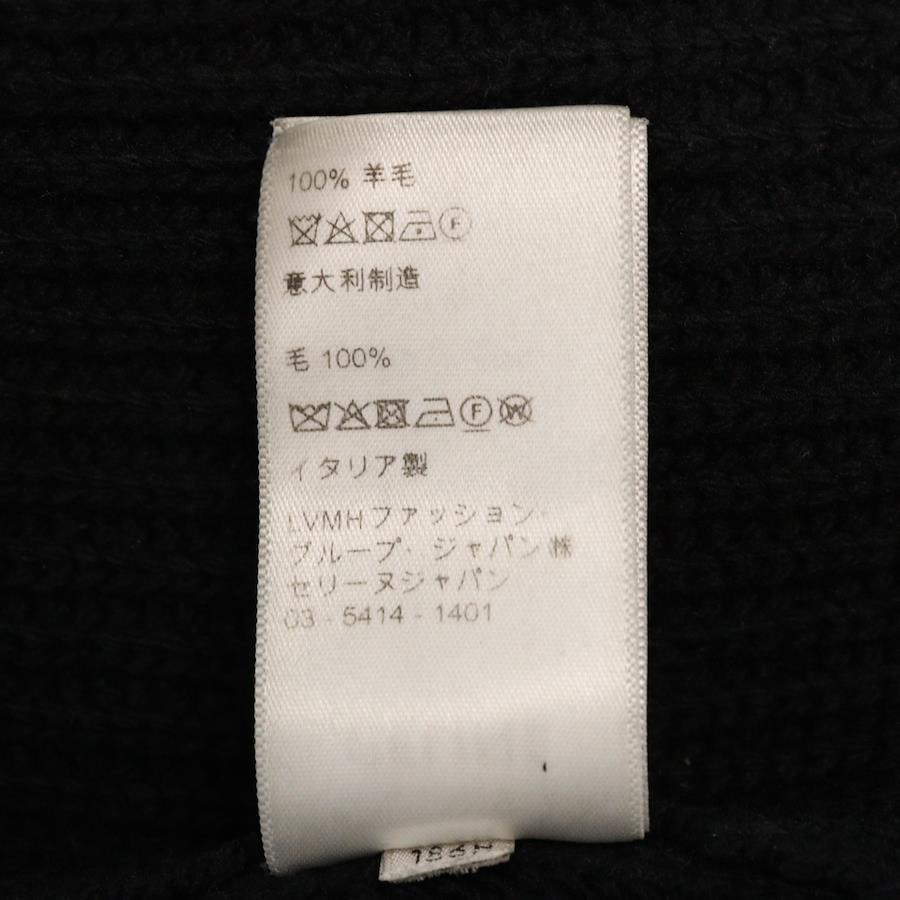 100% 羊毛
F
意大利制造
毛 100%
F W
イタリア製
LVMHファッション・
グループ・ジャパン㈱
セリーヌジャパン
03 - 5414 - 1401